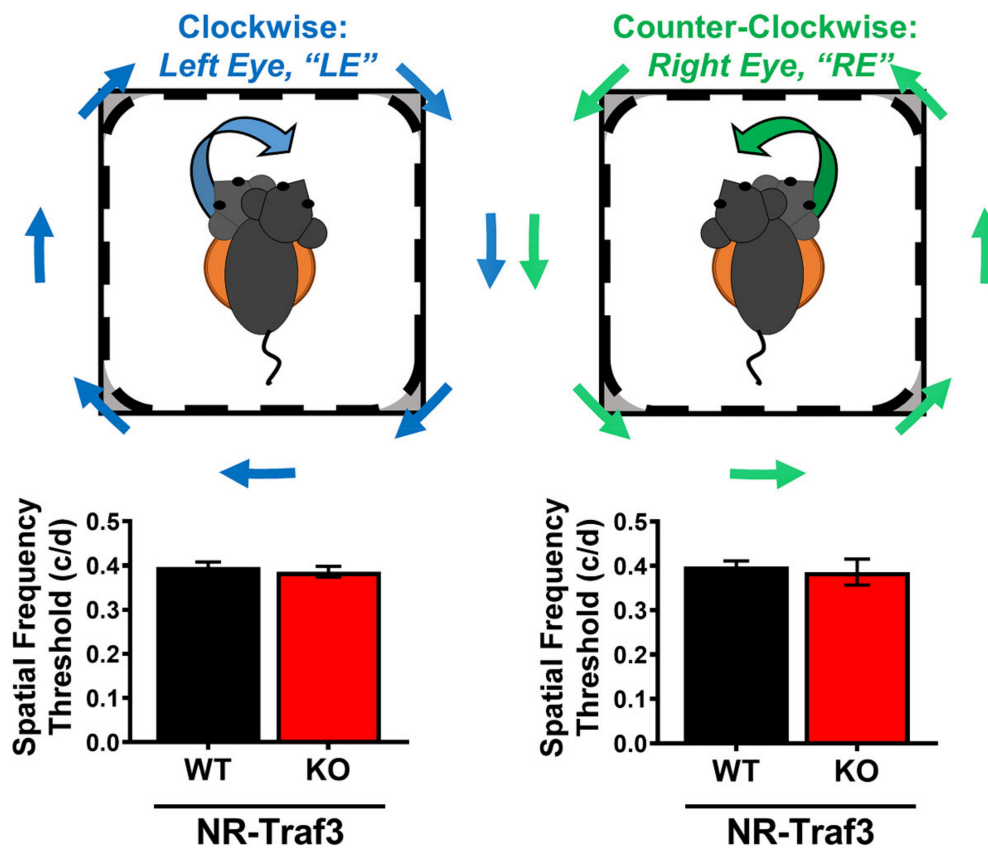 Clockwise:
Left Eye, “LE”
Counter-Clockwise:
Right Eye, “RE”
Spatial Frequency
Threshold (c/d)
0.5
0.4
0.3
0.2
0.1
0.0
WT
KO
NR-Traf3
Spatial Frequency
Threshold (c/d)
0.5
0.4
0.3
0.2
0.1
0.0
WT
KO
NR-Traf3